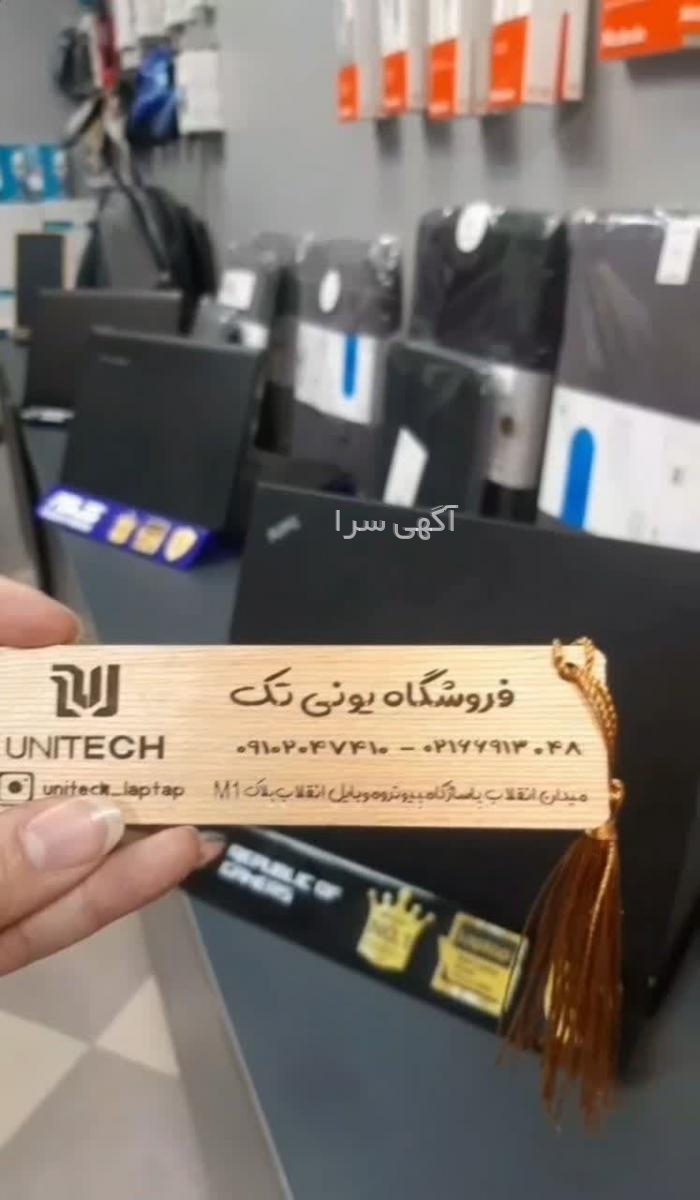 آگهی سرا
فروشگاه یونی تک
UNITECH
۰۹۱۰۲۰۴۷۴۱۰ – ۰۲۱۶۶۹۱۳۰۴۸
unitech_laptap
میدان انقلاب پاساژ کامپیوتر و موبایل انقلاب پلاک M1
REPUBLIC OF
GAMERS